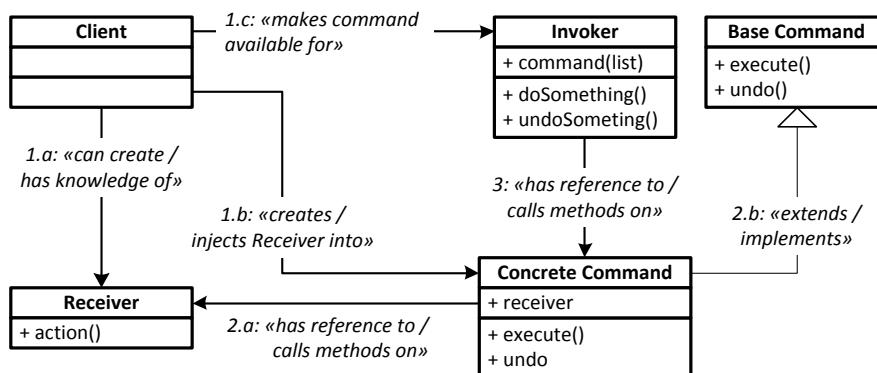 Client
1.c: «makes command
available for»
Invoker
+ command(list)
+ doSomething()
+ undoSometing()
Base Command
+ execute()
+ undo()
1.a: «can create /
has knowledge of»
1.b: «creates /
injects Receiver into»
3: «has reference to /
calls methods on»
2.b: «extends /
implements»
Receiver
+ action()
2.a: «has reference to /
calls methods on»
Concrete Command
+ receiver
+ execute()
+ undo